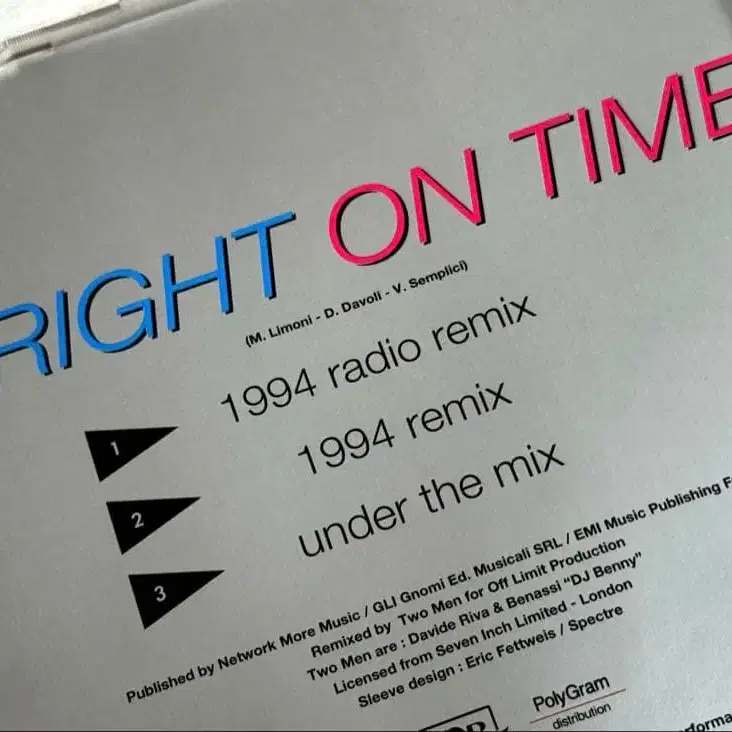 RIGHT ON TIME
(M. Limoni - D. Davoli - V. Semplici)
1 1994 radio remix
2 1994 remix
3 under the mix
Published by Network More Music / GLI Gnomi Ed. Musicali SRL / EMI Music Publishing
Remixed by Two Men for Off Limit Production
Two Men are : Davide Riva & Benassi "DJ Benny"
Licensed from Seven Inch Limited - London
Sleeve design : Eric Fettweis / Spectre
PolyGram
distribution